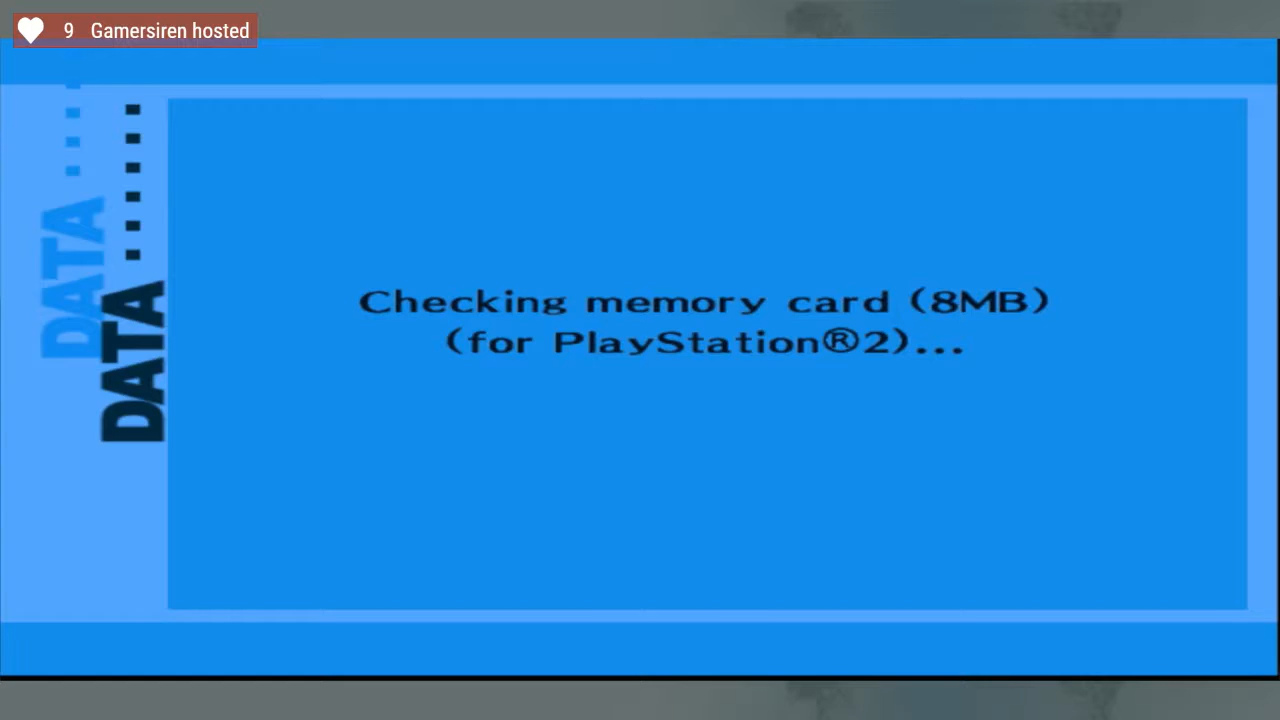 9 Gamersiren hosted
DATA ......
DATA ....
Checking memory card (8MB)
(for PlayStation®2)...